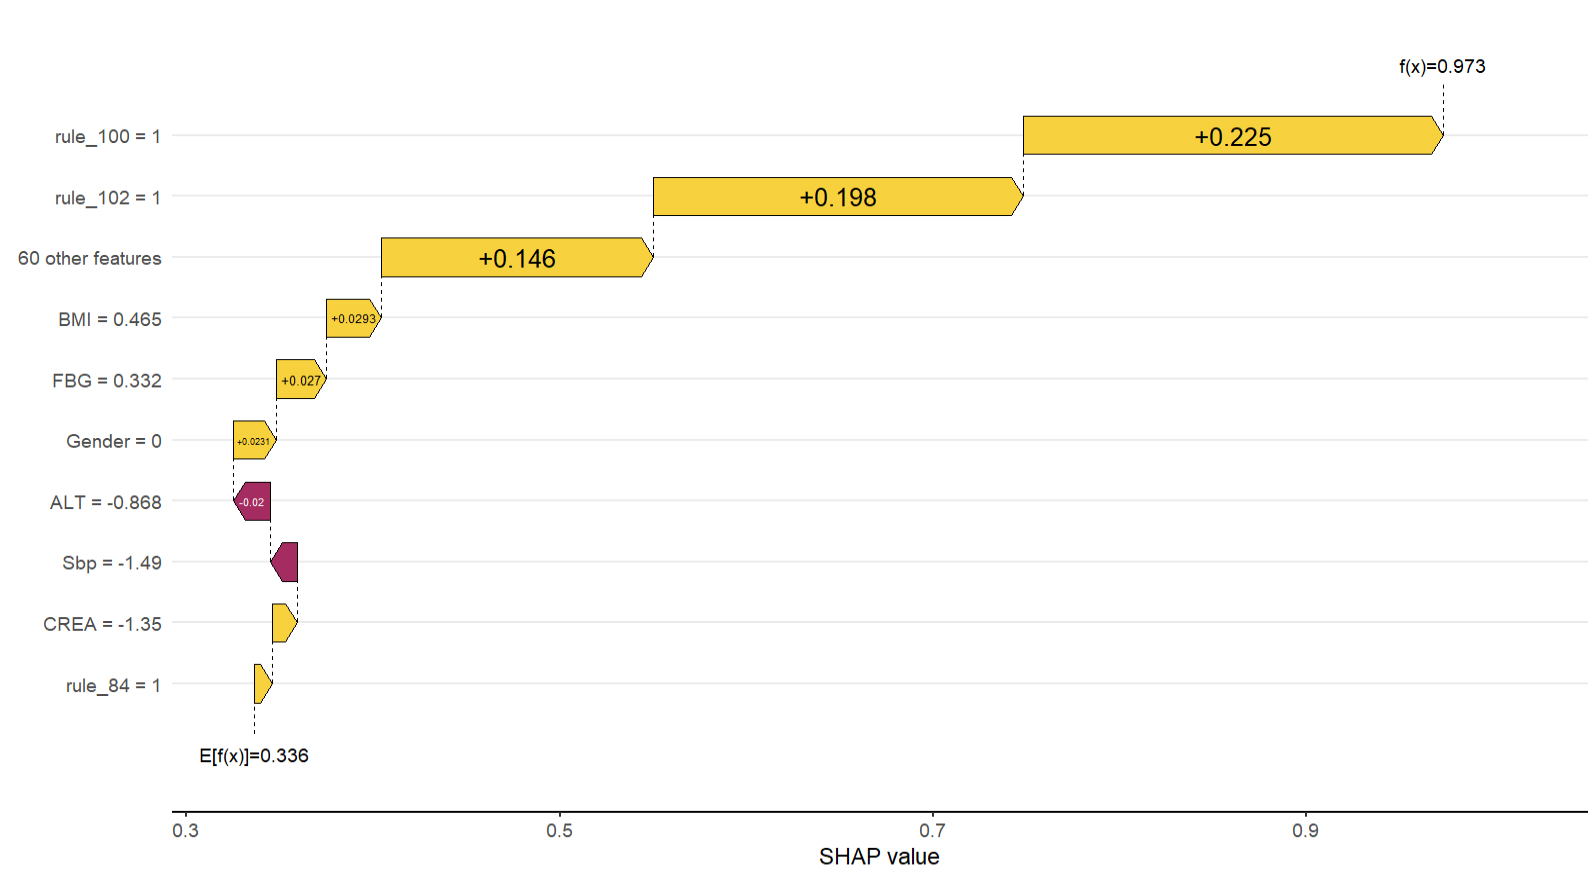 f(x)=0.973
rule_100 = 1
+0.225
rule_102 = 1
+0.198
60 other features
+0.146
BMI = 0.465
+0.0293
FBG = 0.332
+0.027
Gender = 0
+0.0231
ALT = -0.868
-0.02
Sbp = -1.49
CREA = -1.35
rule_84 = 1
E[f(x)]=0.336
0.3 0.5 0.7 0.9
SHAP value